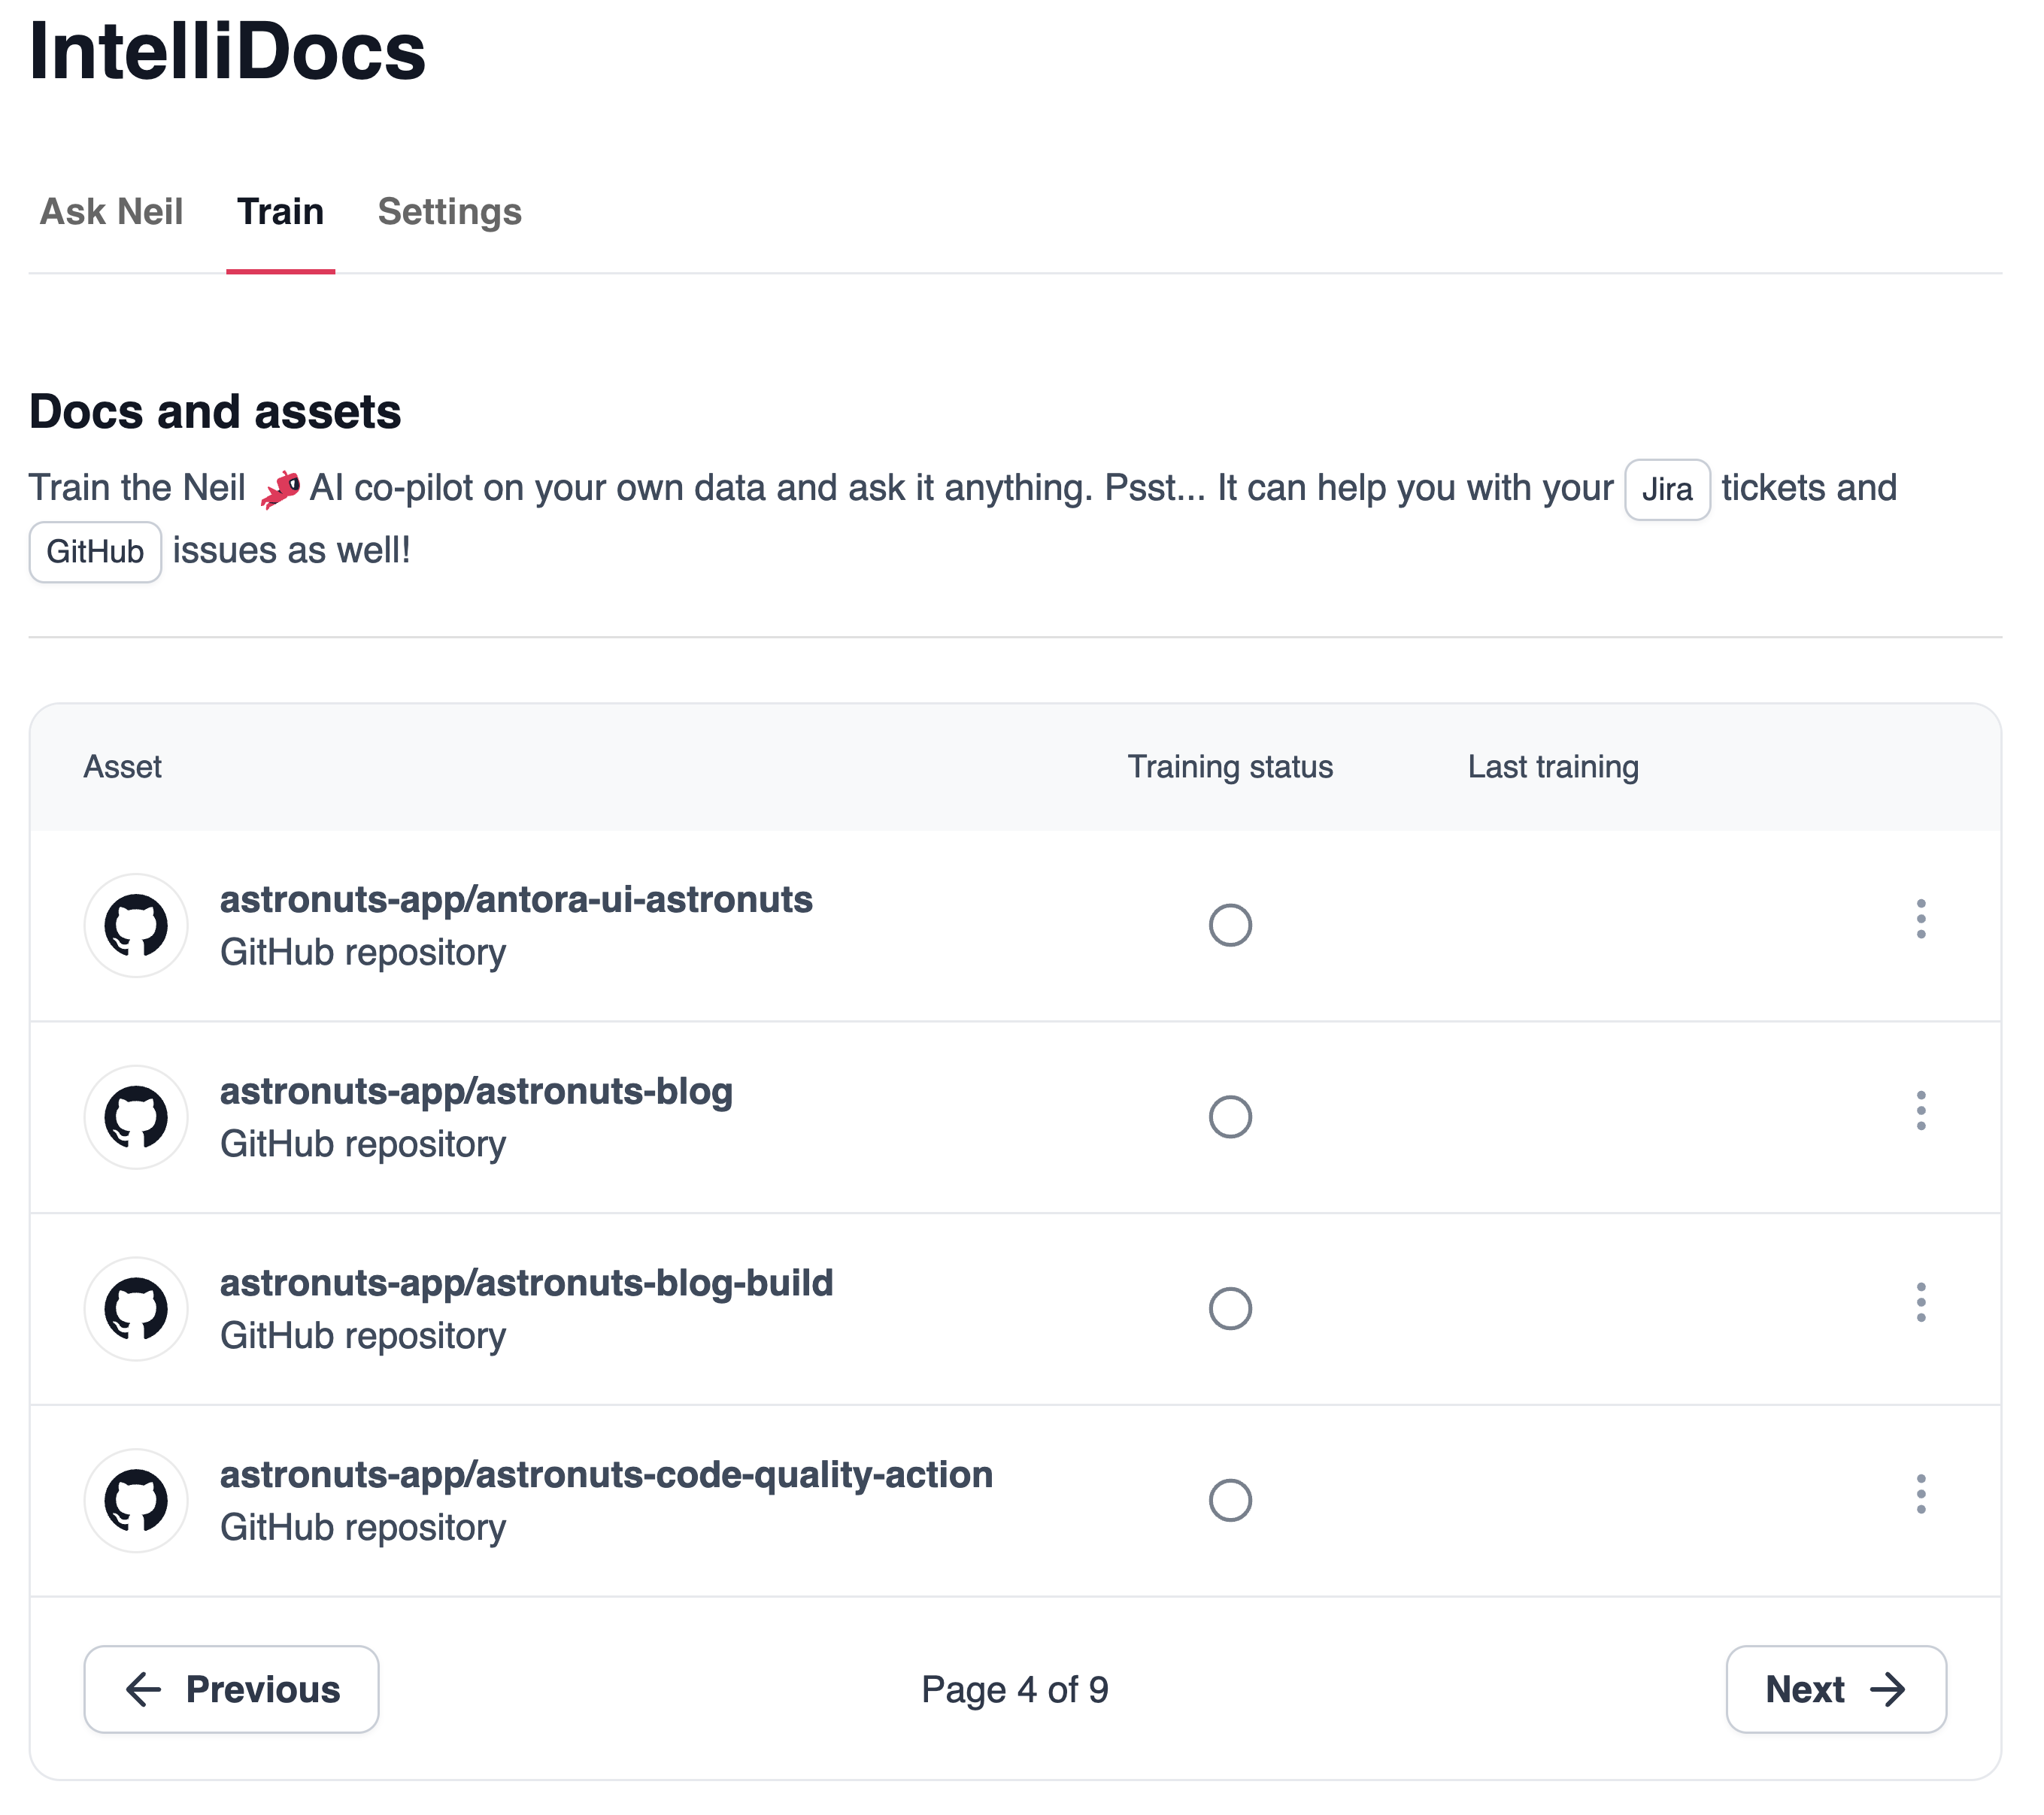 IntelliDocs
Ask Neil Train Settings
Docs and assets
Train the Neil AI co-pilot on your own data and ask it anything. Psst... It can help you with your Jira tickets and
GitHub issues as well!
Asset Training status Last training
astronuts-app/antora-ui-astronuts
GitHub repository
astronuts-app/astronuts-blog
GitHub repository
astronuts-app/astronuts-blog-build
GitHub repository
astronuts-app/astronuts-code-quality-action
GitHub repository
Previous Page 4 of 9 Next